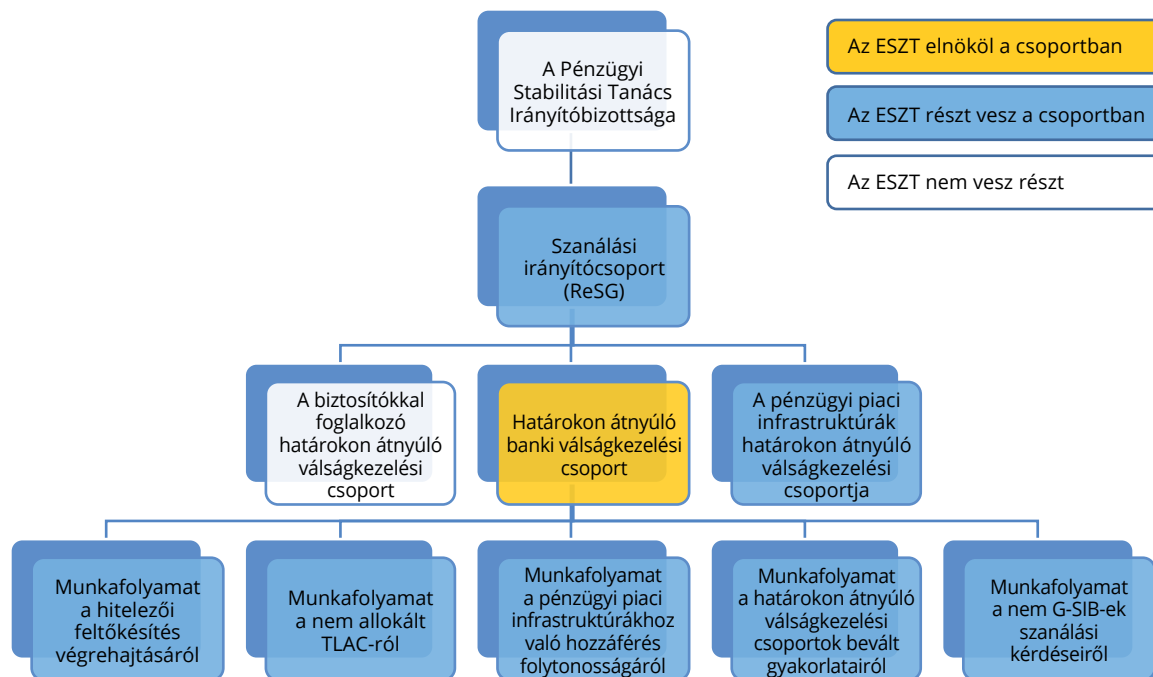 A Pénzügyi
Stabilitási Tanács
Irányítóbizottsága
Az ESZT elnököl a csoportban
Az ESZT részt vesz a csoportban
Az ESZT nem vesz részt
Szanálási
irányítócsoport
(ReSG)
A biztosítókkal
foglalkozó
határokon átnyúló
válságkezelési
csoport
Határokon átnyúló
banki válságkezelési
csoport
A pénzügyi piaci
infrastruktúrák
határokon átnyúló
válságkezelési
csoportja
Munkafolyamat
a hitelezői
feltőkésítés
végrehajtásáról
Munkafolyamat
a nem allokált
TLAC-ról
Munkafolyamat
a pénzügyi piaci
infrastruktúrákhoz
való hozzáférés
folytonosságáról
Munkafolyamat
a határokon átnyúló
válságkezelési
csoportok bevált
gyakorlatairól
Munkafolyamat
a nem G-SIB-ek
szanálási
kérdéseiről